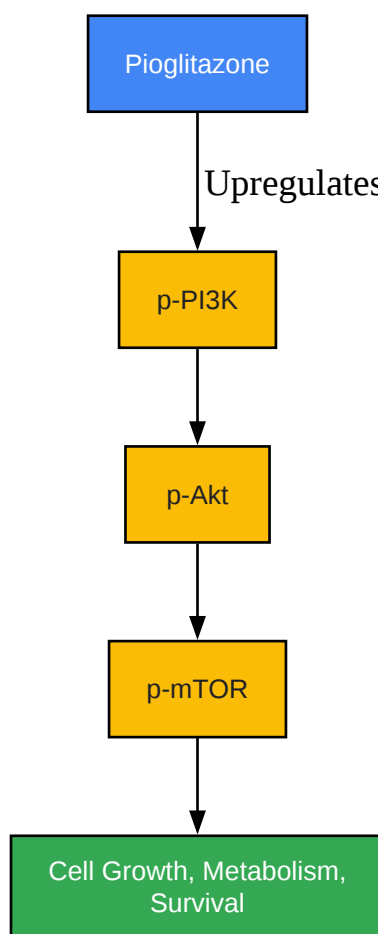 Pioglitazone
Upregulates
p-PI3K
p-Akt
p-mTOR
Cell Growth, Metabolism,
Survival